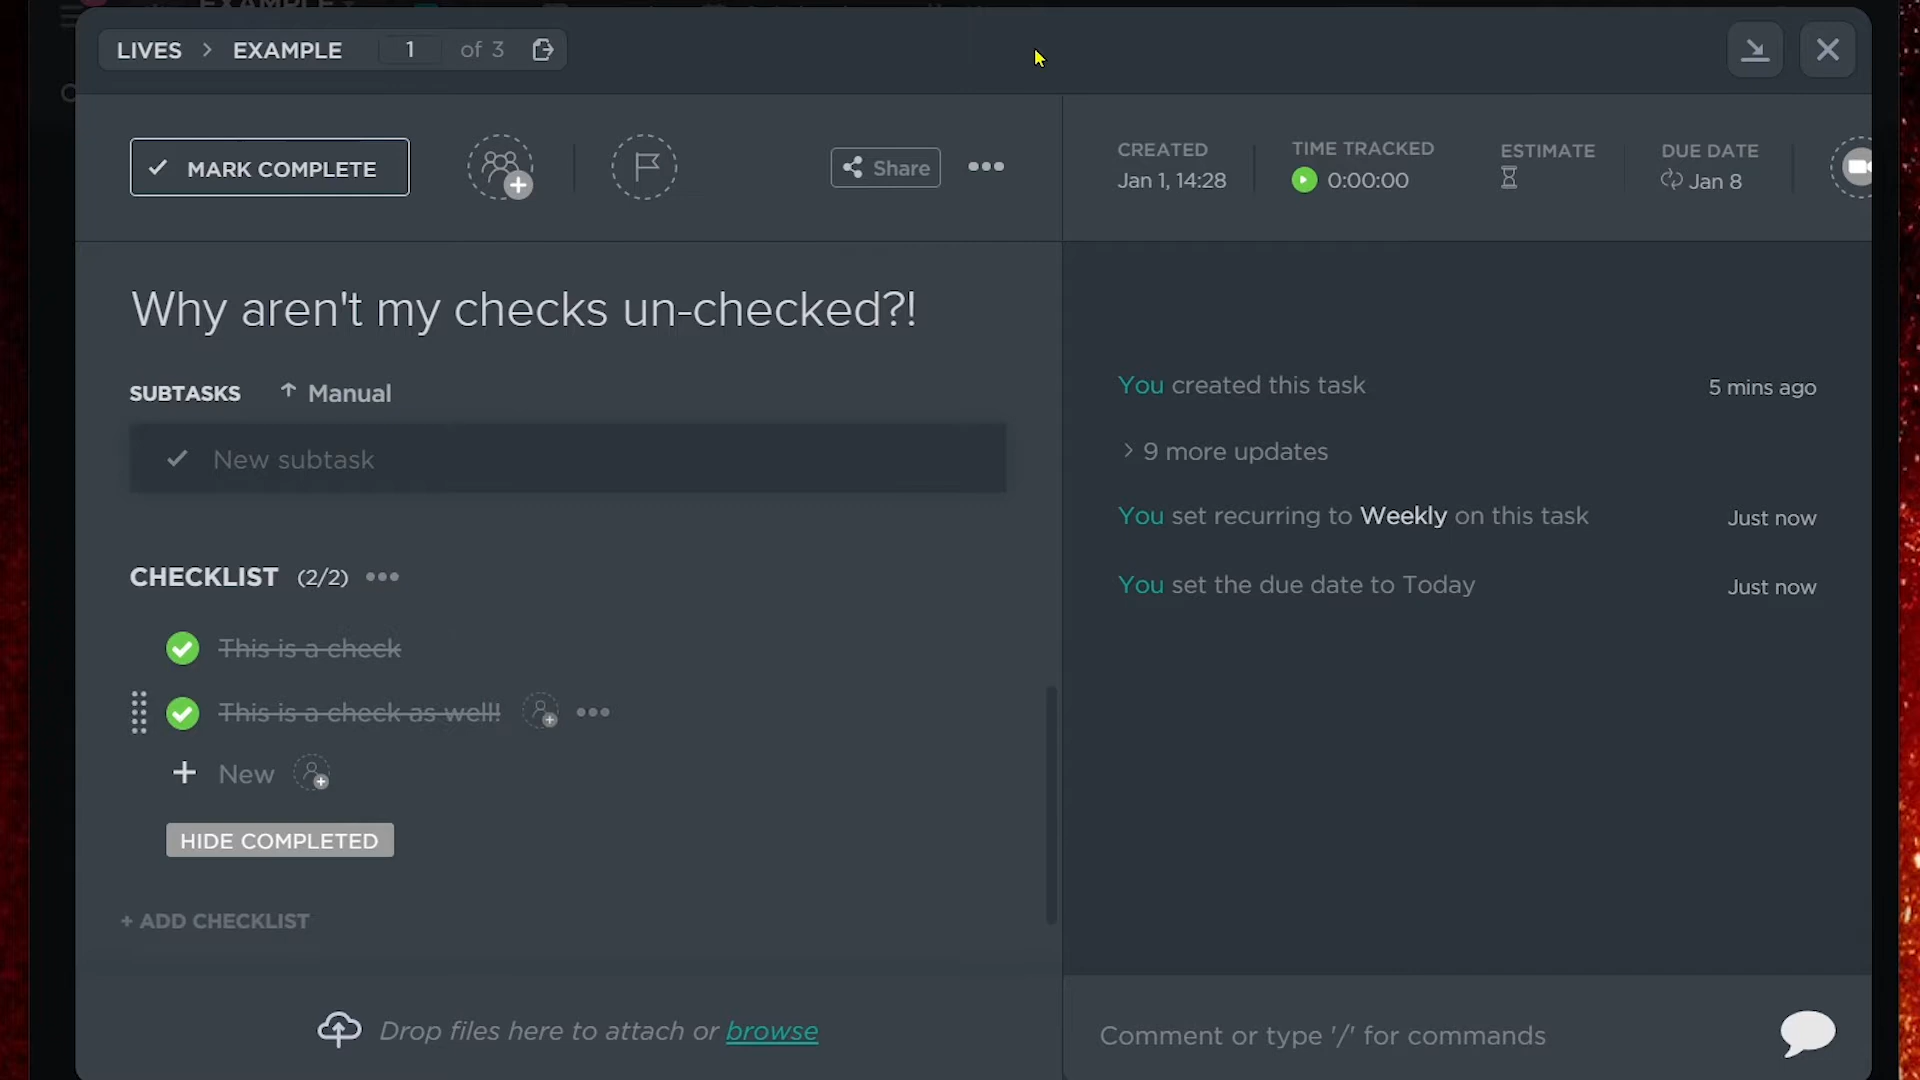 LIVES > EXAMPLE 1 of 3
MARK COMPLETE
Share
CREATED
Jan 1, 14:28
TIME TRACKED
0:00:00
ESTIMATE
DUE DATE
Jan 8
Why aren't my checks un-checked?!
SUBTASKS ↑ Manual
New subtask
CHECKLIST (2/2)
This is a check
This is a check as well!
+ New
HIDE COMPLETED
+ ADD CHECKLIST
Drop files here to attach or browse
You created this task 5 mins ago
> 9 more updates
You set recurring to Weekly on this task Just now
You set the due date to Today Just now
Comment or type '/' for commands